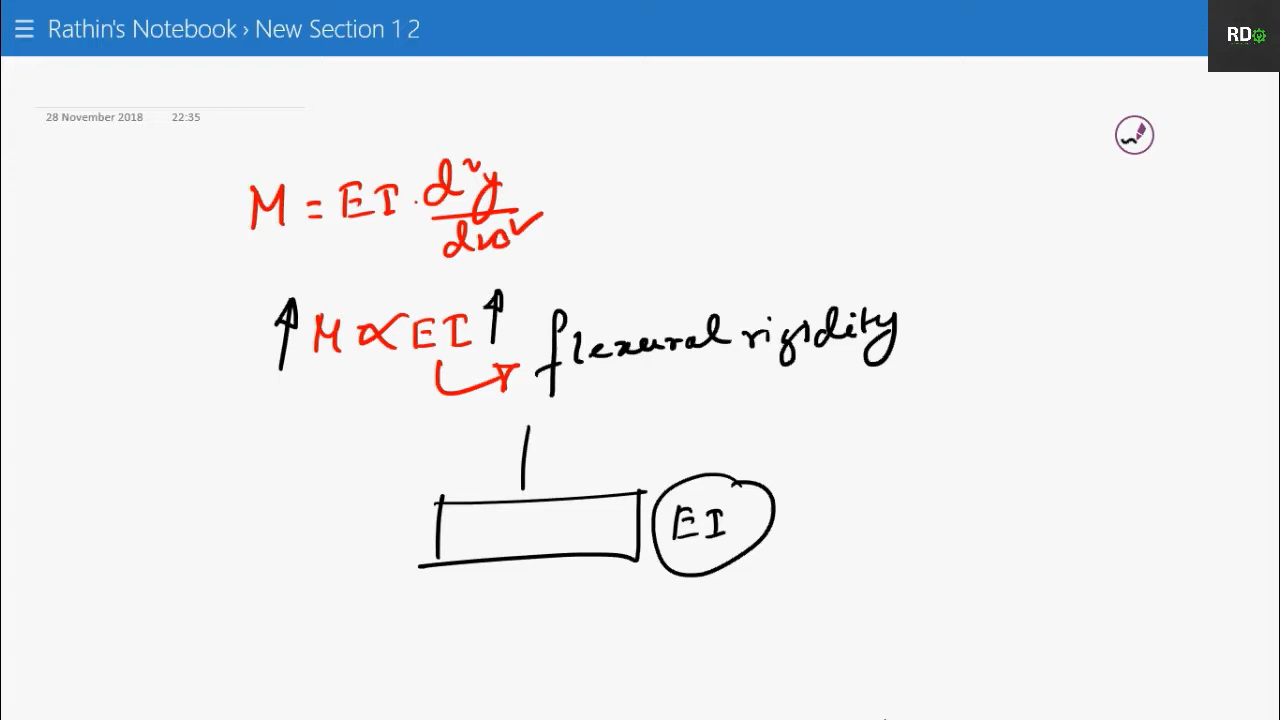 Rathin's Notebook › New Section 1 2
RD
28 November 2018 22:35
M = EI · d²y/dx²
↑ M ∝ EI ↑ flexural rigidity
EI